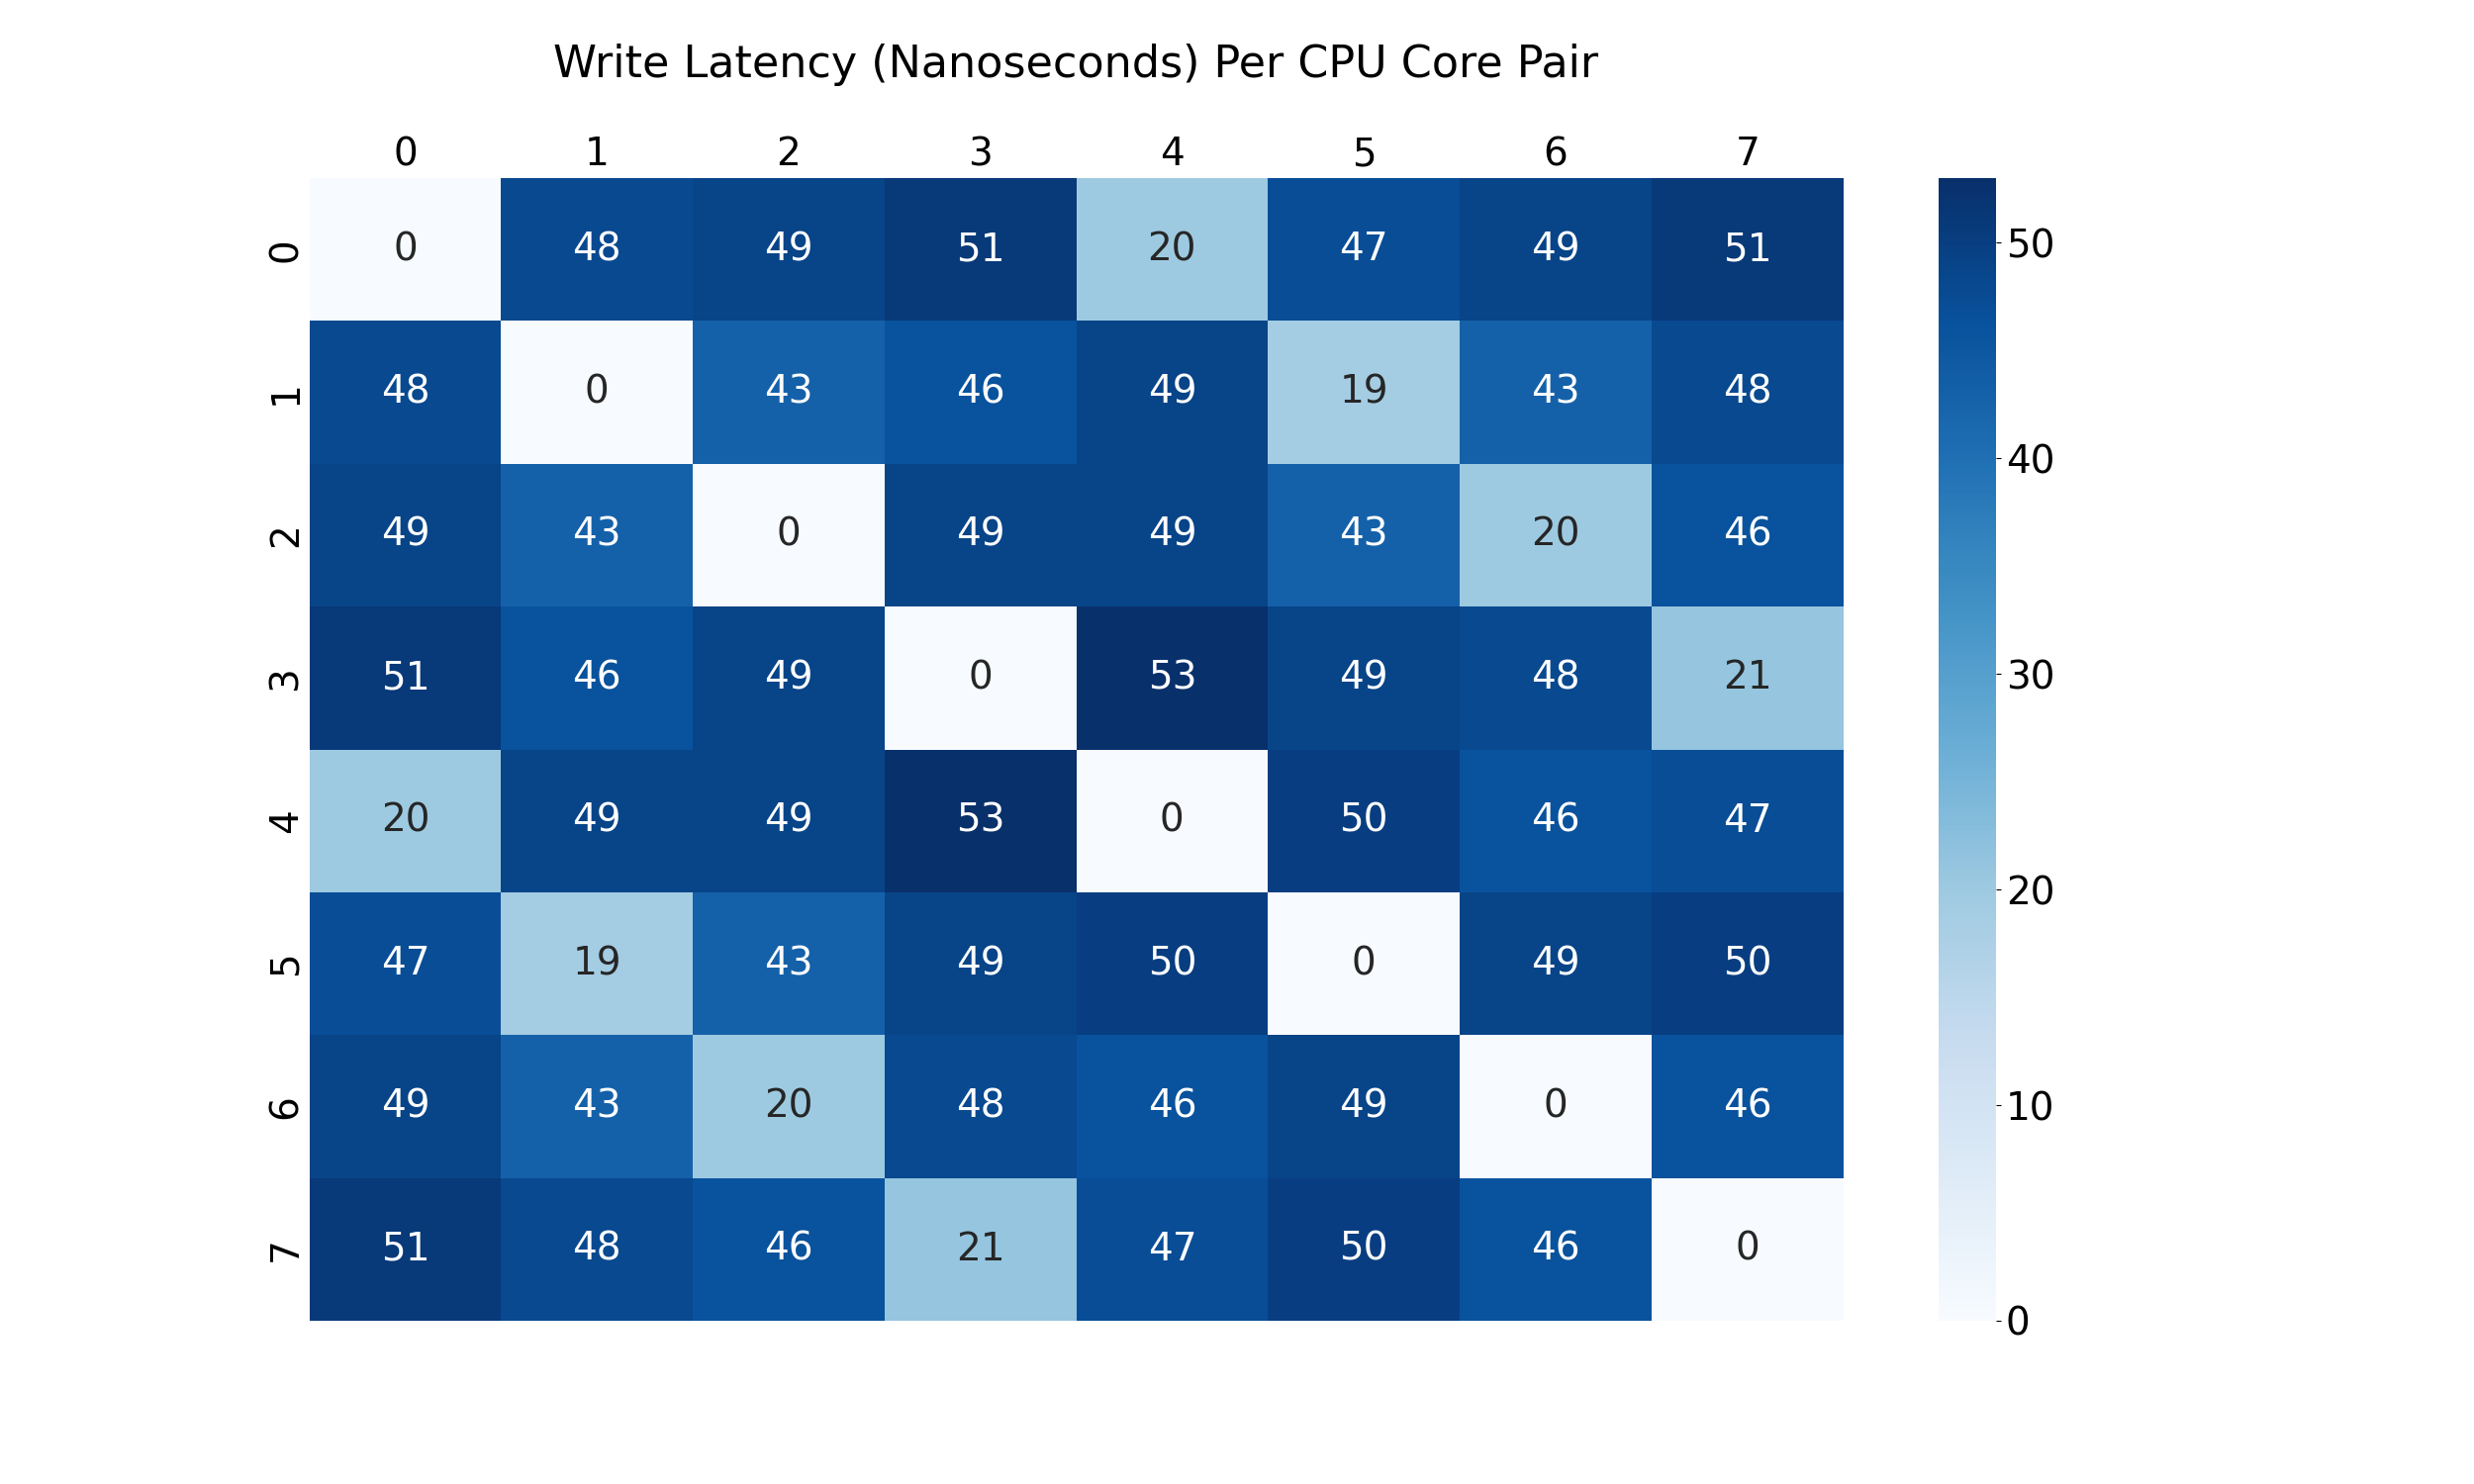 Write Latency (Nanoseconds) Per CPU Core Pair
0 1 2 3 4 5 6 7
0 0 48 49 51 20 47 49 51
1 48 0 43 46 49 19 43 48
2 49 43 0 49 49 43 20 46
3 51 46 49 0 53 49 48 21
4 20 49 49 53 0 50 46 47
5 47 19 43 49 50 0 49 50
6 49 43 20 48 46 49 0 46
7 51 48 46 21 47 50 46 0
50
40
30
20
10
0